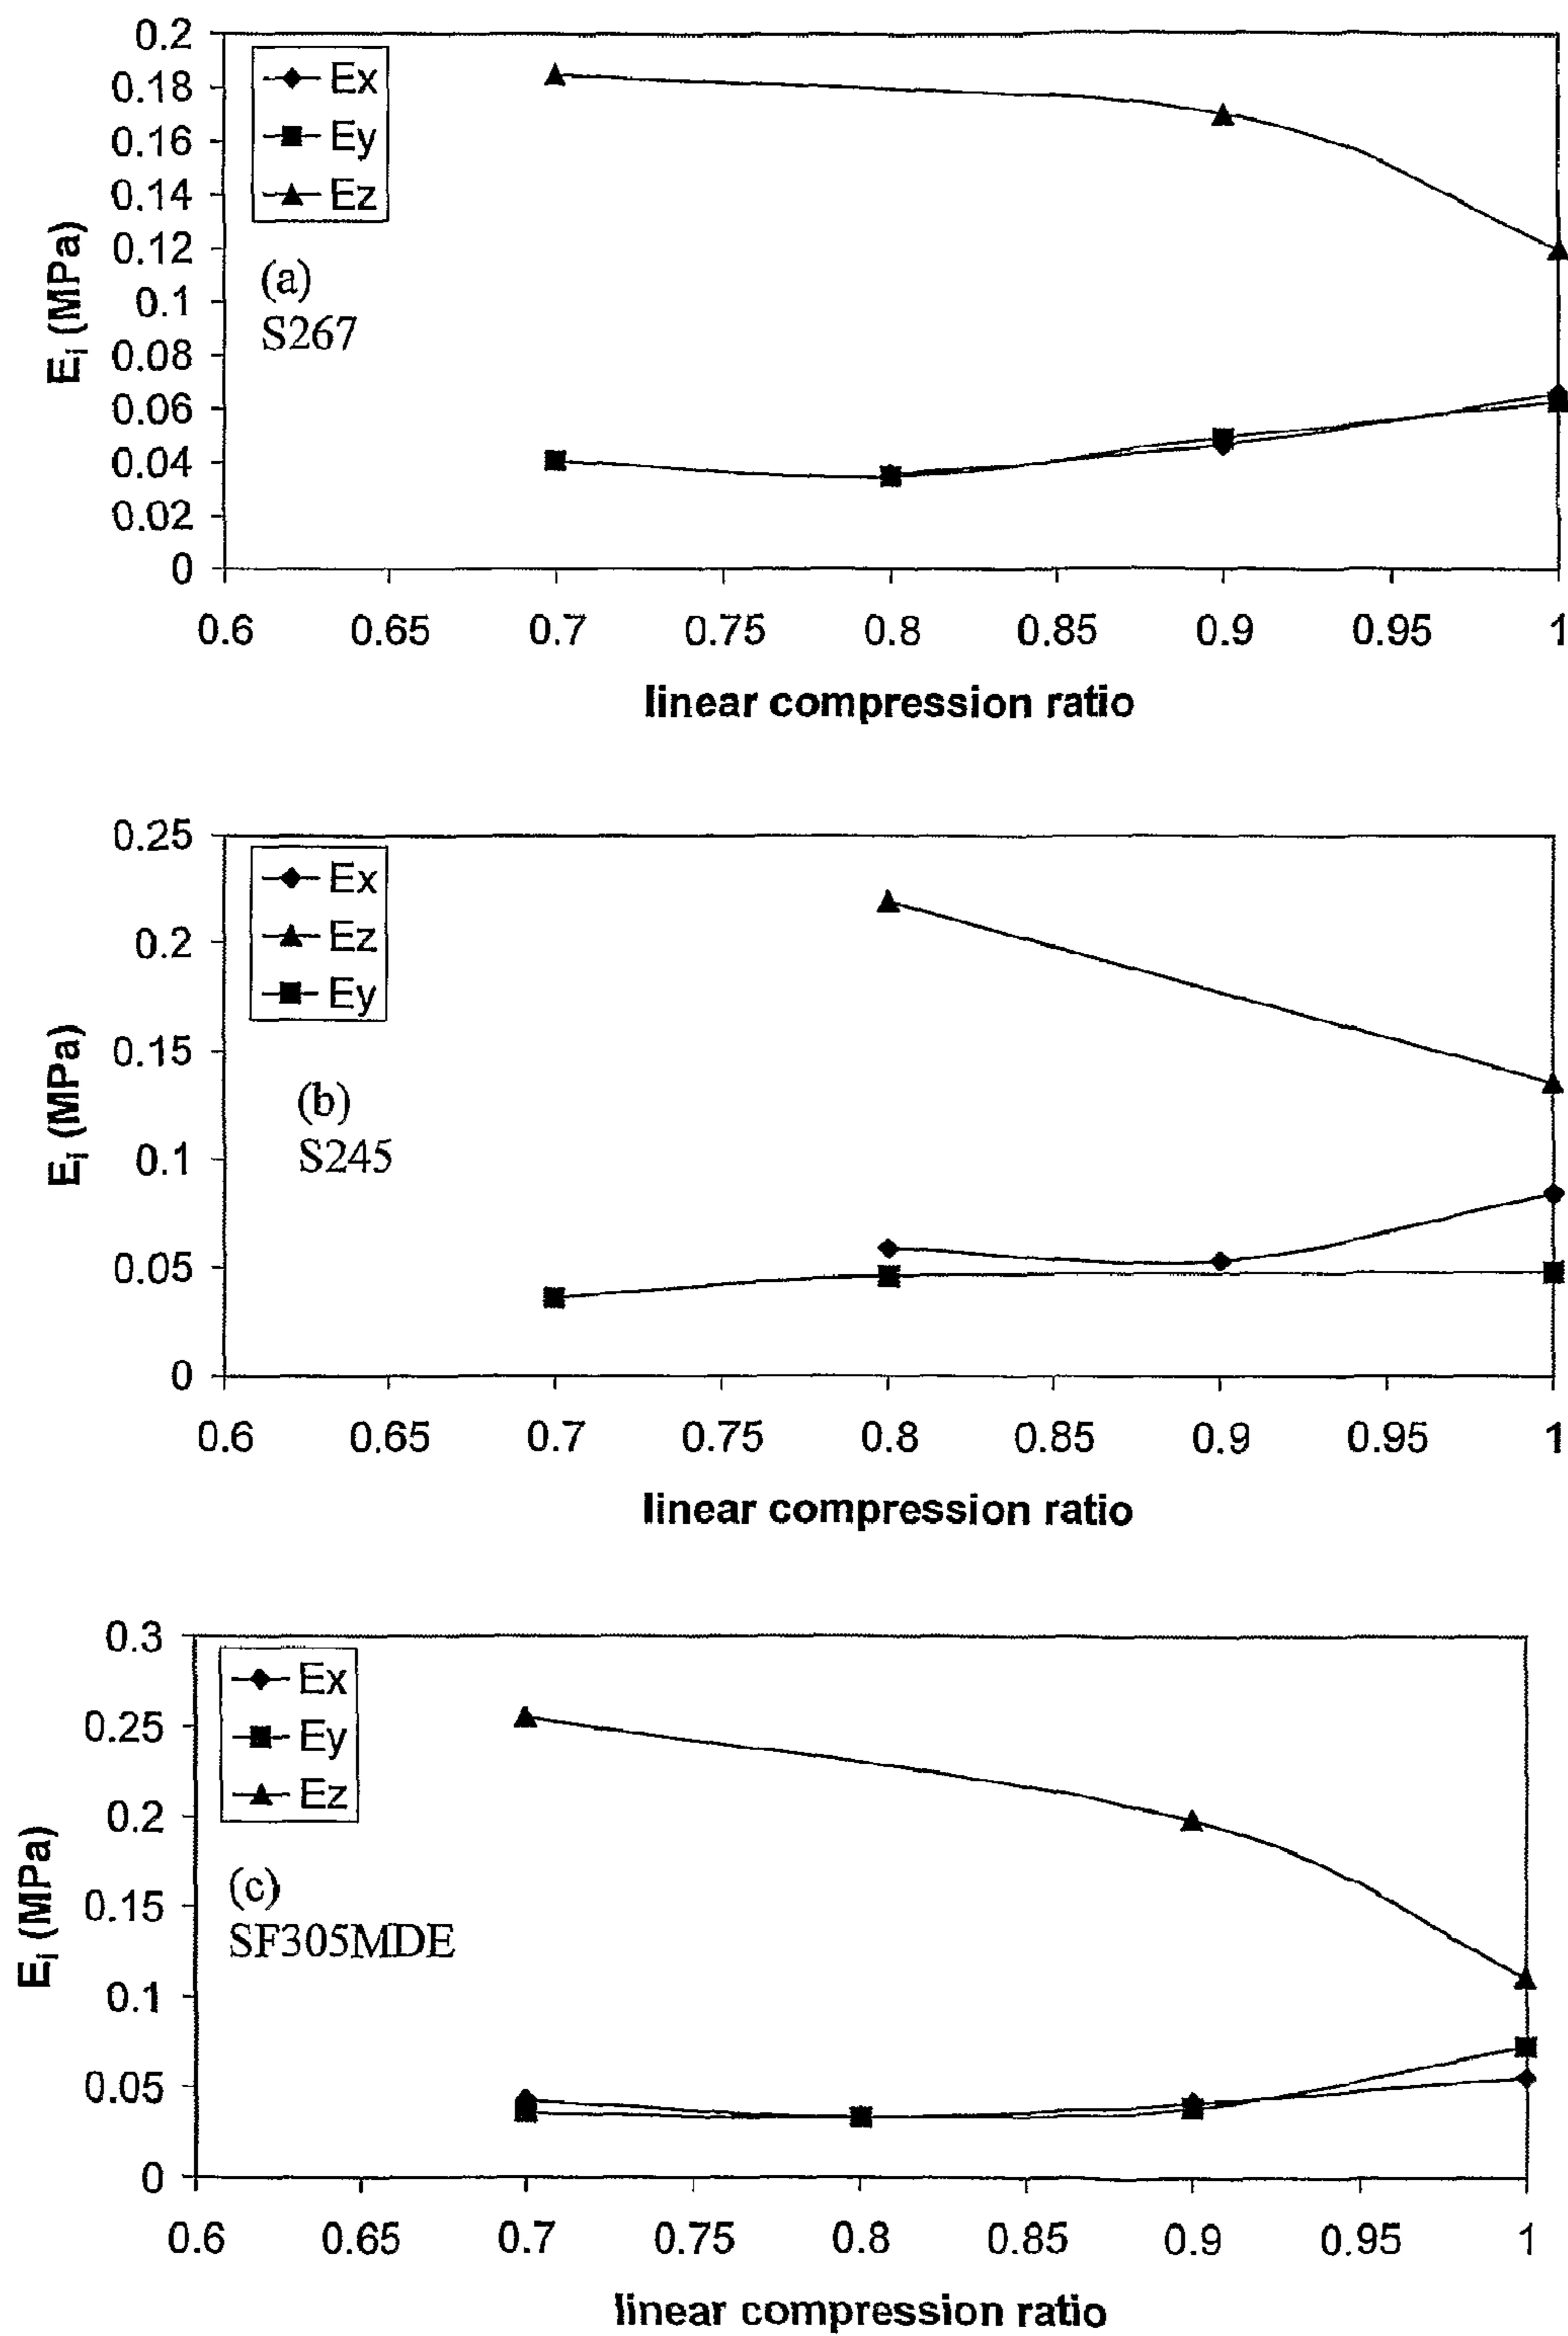 0.2
0.18
0.16
0.14
0.12
0.1
0.08
0.06
0.04
0.02
0
Ei (MPa)
Ex
Ey
Ez
(a)
S267
0.6 0.65 0.7 0.75 0.8 0.85 0.9 0.95 1
linear compression ratio
0.25
0.2
0.15
0.1
0.05
0
Ei (MPa)
Ex
Ez
Ey
(b)
S245
0.6 0.65 0.7 0.75 0.8 0.85 0.9 0.95 1
linear compression ratio
0.3
0.25
0.2
0.15
0.1
0.05
0
Ei (MPa)
Ex
Ey
Ez
(c)
SF305MDE
0.6 0.65 0.7 0.75 0.8 0.85 0.9 0.95 1
linear compression ratio